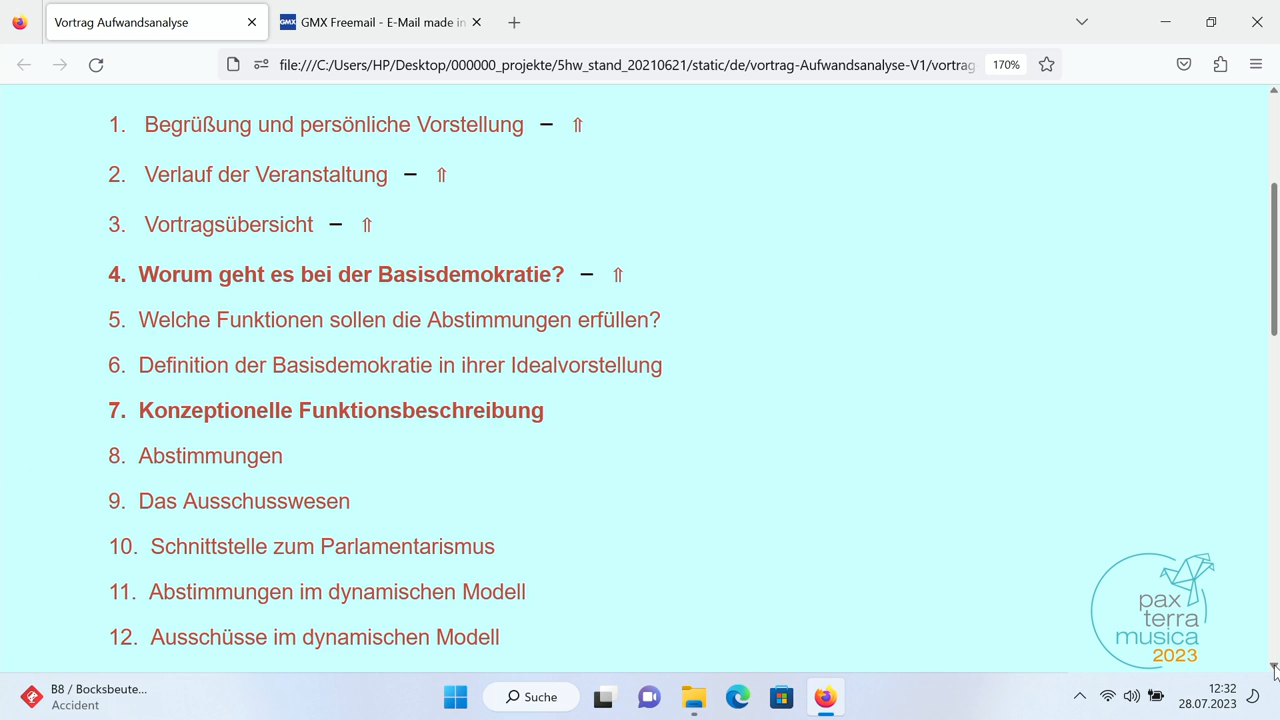 Vortrag Aufwandsanalyse
GMX Freemail - E-Mail made in
file:///C:/Users/HP/Desktop/000000_projekte/5hw_stand_20210621/static/de/vortrag-Aufwandsanalyse-V1/vortrag
170%
1. Begrüßung und persönliche Vorstellung – ⇑
2. Verlauf der Veranstaltung – ⇑
3. Vortragsübersicht – ⇑
4. Worum geht es bei der Basisdemokratie? – ⇑
5. Welche Funktionen sollen die Abstimmungen erfüllen?
6. Definition der Basisdemokratie in ihrer Idealvorstellung
7. Konzeptionelle Funktionsbeschreibung
8. Abstimmungen
9. Das Ausschusswesen
10. Schnittstelle zum Parlamentarismus
11. Abstimmungen im dynamischen Modell
12. Ausschüsse im dynamischen Modell
pax
terra
musica
2023
B8 / Bocksbeute...
Accident
Suche
12:32
28.07.2023